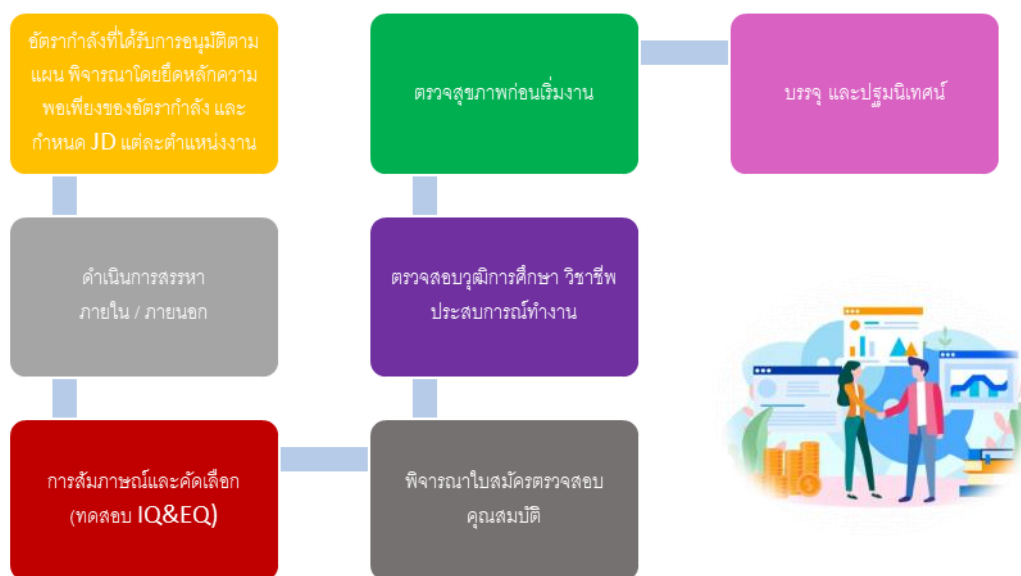 อัตรากำลังที่ได้รับการอนุมัติตาม
แผน พิจารณาโดยยึดหลักความ
พอเพียงของอัตรากำลัง และ
กำหนด JD แต่ละตำแหน่งงาน
ดำเนินการสรรหา
ภายใน / ภายนอก
การสัมภาษณ์และคัดเลือก
(ทดสอบ IQ&EQ)
พิจารณาใบสมัครตรวจสอบ
คุณสมบัติ
ตรวจสอบวุฒิการศึกษา วิชาชีพ
ประสบการณ์ทำงาน
ตรวจสุขภาพก่อนเริ่มงาน
บรรจุ และปฐมนิเทศน์